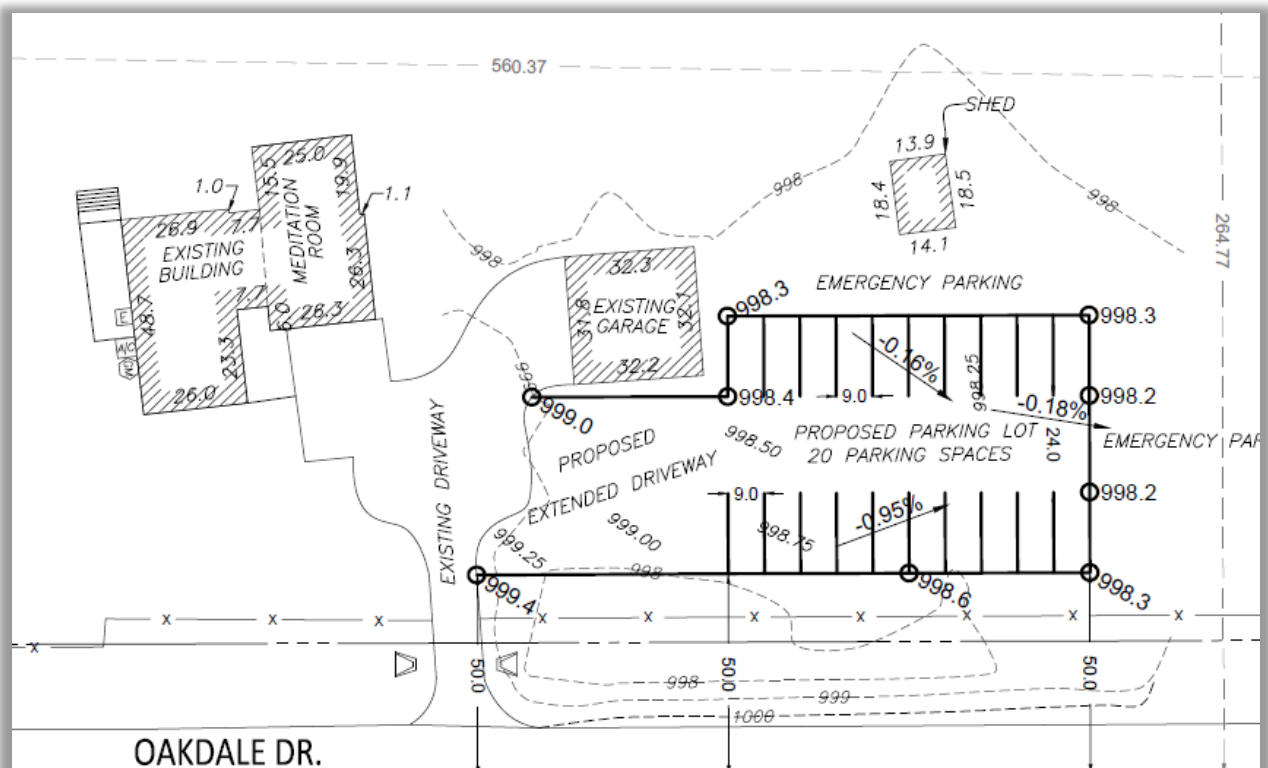 560.37
SHED
13.9
18.4
18.5
14.1
998
998
264.77
1.0
15.5
25.0
19.9
1.1
MEDITATION
ROOM
26.9
7.7
EXISTING
BUILDING
7.7
26.3
6.0
26.3
48.7
23.3
26.0
E
A/C
998
32.3
31.8
EXISTING
GARAGE
32.1
32.2
999
EMERGENCY PARKING
998.3
998.3
-0.16%
998.25
998.4
9.0
998.2
-0.18%
999.0
998.50
PROPOSED PARKING LOT
20 PARKING SPACES
24.0
EMERGENCY PAR
PROPOSED
EXTENDED DRIVEWAY
EXISTING DRIVEWAY
9.0
998.2
-0.95%
998.75
999.00
999.25
998
999.4
998.6
998.3
x
x
x
x
x
x
x
x
x
x
x
50.0
50.0
50.0
998
999
1000
OAKDALE DR.